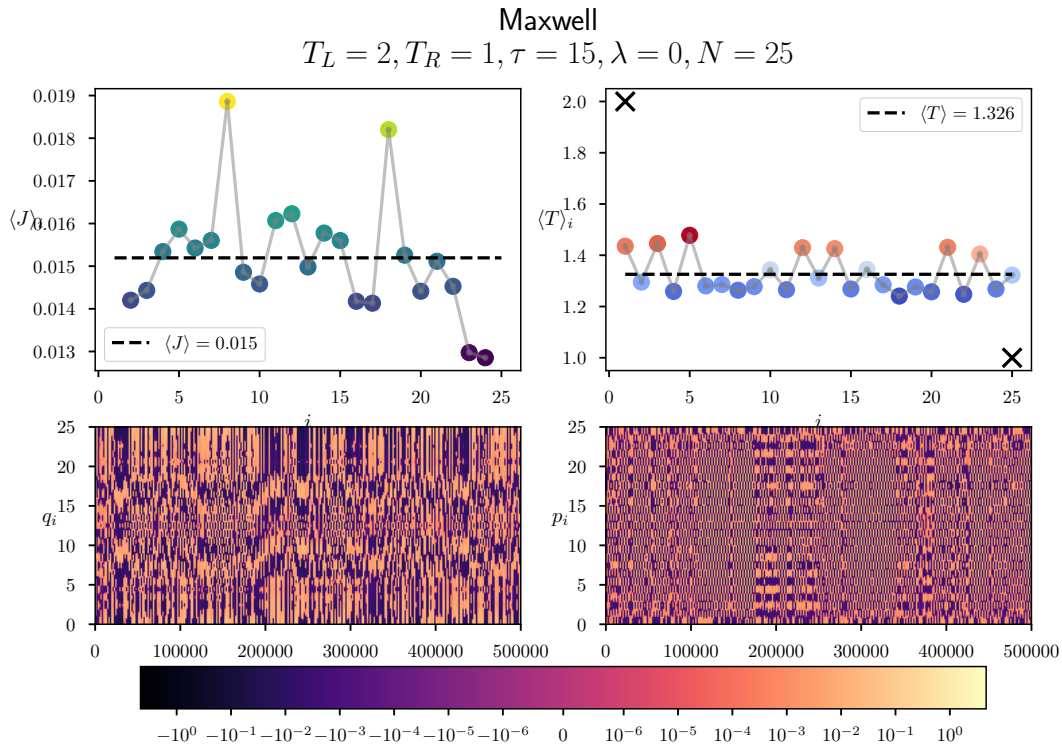 Maxwell
T_L = 2, T_R = 1, τ = 15, λ = 0, N = 25
0.019
0.018
0.017
0.016
0.015
0.014
0.013
⟨J⟩_i
⟨J⟩ = 0.015
0 5 10 15 20 25
i
2.0
1.8
1.6
1.4
1.2
1.0
⟨T⟩_i
⟨T⟩ = 1.326
0 5 10 15 20 25
i
25
20
15
10
5
0
q_i
0 100000 200000 300000 400000 500000
25
20
15
10
5
0
p_i
0 100000 200000 300000 400000 500000
−10^0 −10^−1 −10^−2 −10^−3 −10^−4 −10^−5 −10^−6 0 10^−6 10^−5 10^−4 10^−3 10^−2 10^−1 10^0